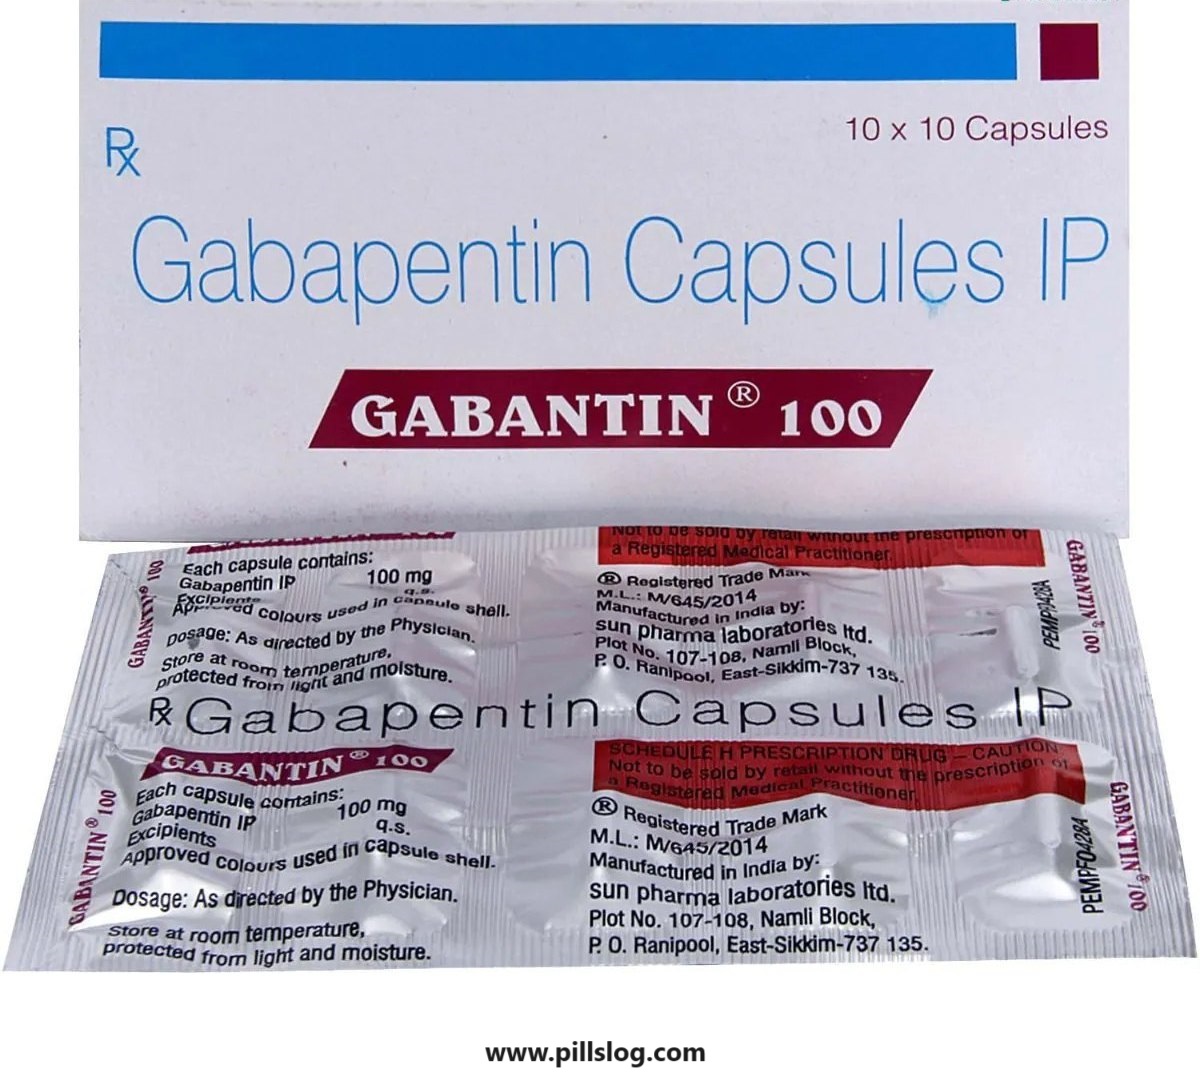 10 x 10 Capsules
Rx
Gabapentin Capsules IP
GABANTIN ® 100
Each capsule contains:
Gabapentin IP 100 mg
Excipients q.s.
Approved colours used in capsule shell.
Dosage: As directed by the Physician.
Store at room temperature,
protected from light and moisture.
GABANTIN ® 100
Not to be sold by retail without the prescription of
a Registered Medical Practitioner.
® Registered Trade Mark
M.L.: M/645/2014
Manufactured in India by:
sun pharma laboratories ltd.
Plot No. 107-108, Namli Block,
P. O. Ranipool, East-Sikkim-737 135.
GABANTIN ® 100
Rx Gabapentin Capsules IP
GABANTIN ® 100
Each capsule contains:
Gabapentin IP 100 mg
Excipients q.s.
Approved colours used in capsule shell.
Dosage: As directed by the Physician.
Store at room temperature,
protected from light and moisture.
GABANTIN ® 100
SCHEDULE H PRESCRIPTION DRUG – CAUTION
Not to be sold by retail without the prescription of
a Registered Medical Practitioner.
® Registered Trade Mark
M.L.: M/645/2014
Manufactured in India by:
sun pharma laboratories ltd.
Plot No. 107-108, Namli Block,
P. O. Ranipool, East-Sikkim-737 135.
PEMPF0428A
GABANTIN ® 100
www.pillslog.com